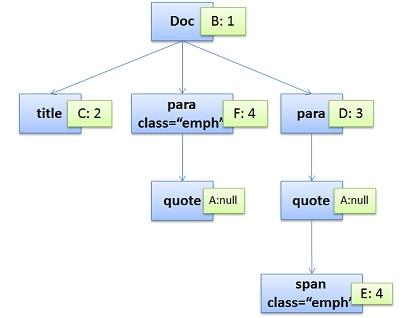 Doc B: 1
title C: 2
para
class="emph" F: 4
para D: 3
quote A:null
quote A:null
span
class="emph" E: 4